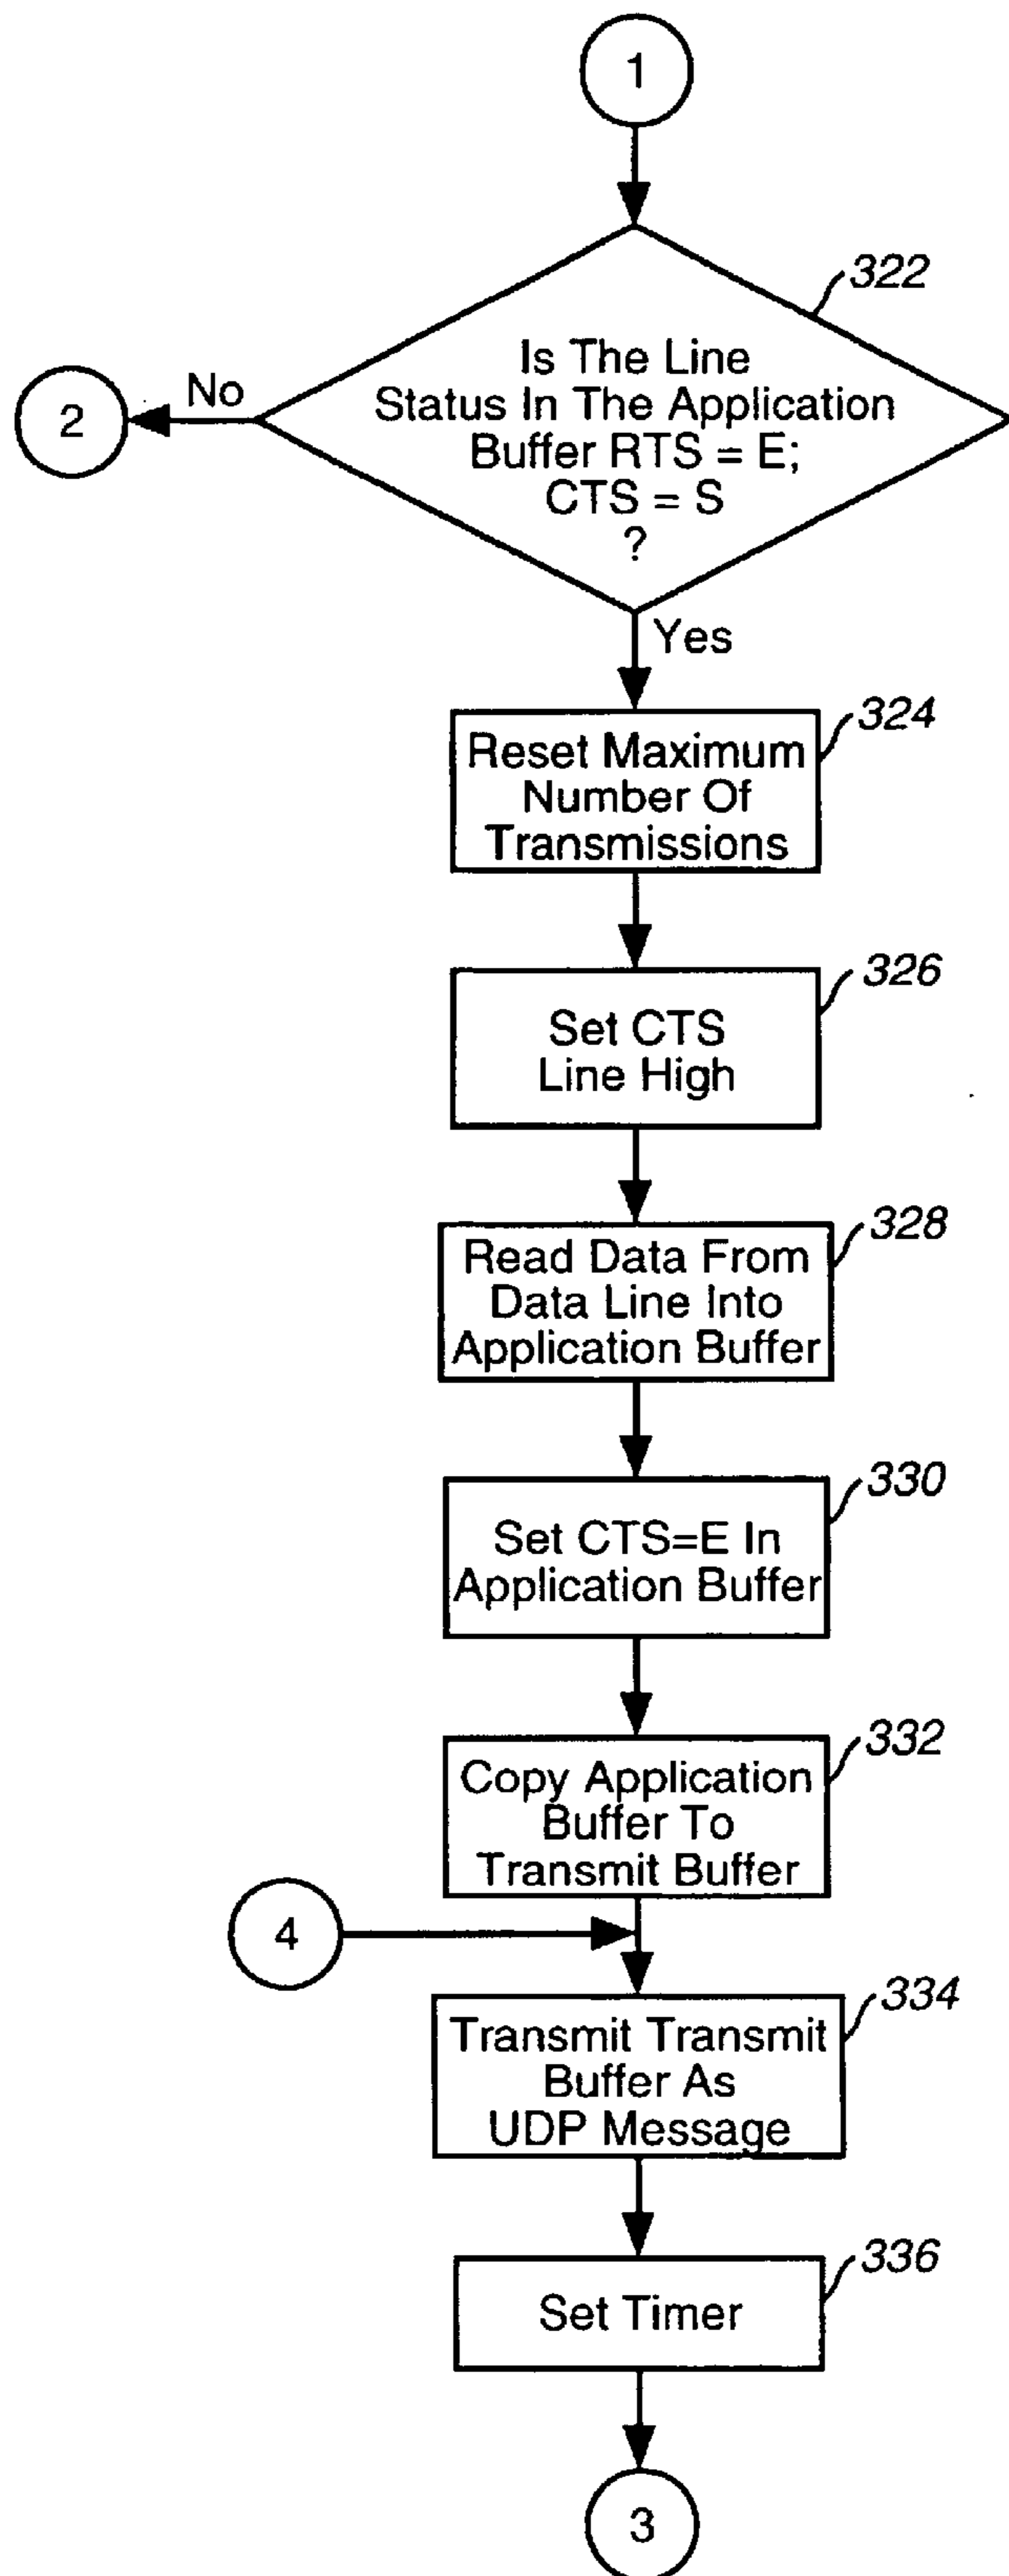 1
322
Is The Line
Status In The Application
Buffer RTS = E;
CTS = S
?
No
2
Yes
324
Reset Maximum
Number Of
Transmissions
326
Set CTS
Line High
328
Read Data From
Data Line Into
Application Buffer
330
Set CTS=E In
Application Buffer
332
Copy Application
Buffer To
Transmit Buffer
4
334
Transmit Transmit
Buffer As
UDP Message
336
Set Timer
3